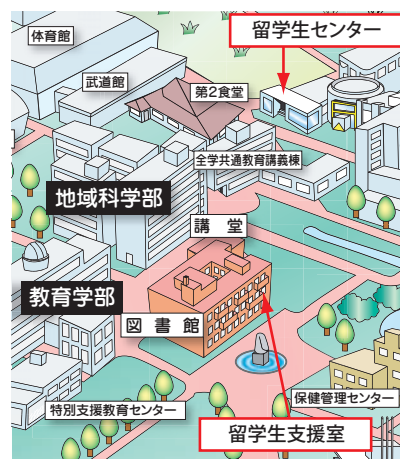 体育館
留学生センター
武道館
第2食堂
全学共通教育講義棟
地域科学部
講堂
教育学部
図書館
特別支援教育センター
保健管理センター
留学生支援室